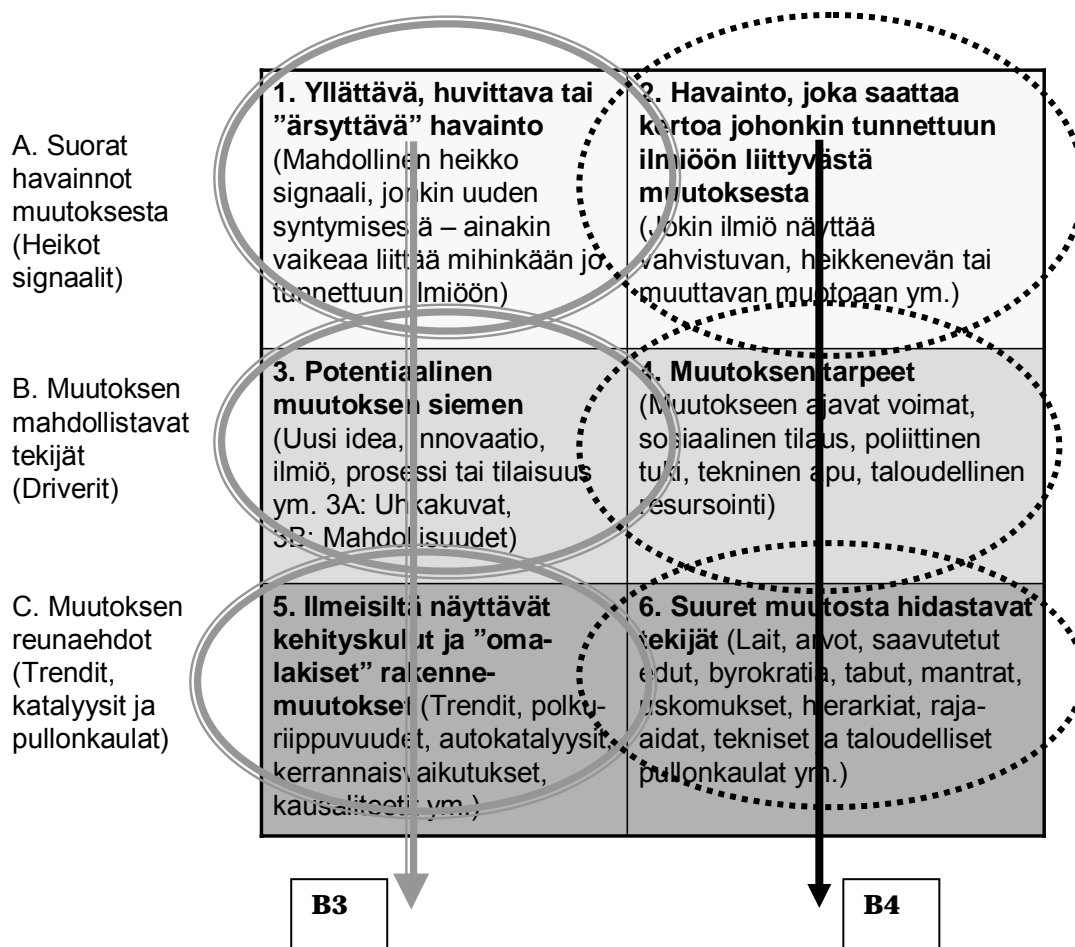 A. Suorat
havainnot
muutoksesta
(Heikot
signaalit)
1. Yllättävä, huvittava tai
”ärsyttävä” havainto
(Mahdollinen heikko
signaali, jonkin uuden
syntymisestä – ainakin
vaikeaa liittää mihinkään jo
tunnettuun ilmiöön)
2. Havainto, joka saattaa
kertoa johonkin tunnettuun
ilmiöön liittyvästä
muutoksesta
(Jokin ilmiö näyttää
vahvistuvan, heikkenevän tai
muuttavan muotoaan ym.)
B. Muutoksen
mahdollistavat
tekijät
(Driverit)
3. Potentiaalinen
muutoksen siemen
(Uusi idea, innovaatio,
ilmiö, prosessi tai tilaisuus
ym. 3A: Uhkakuvat,
3B: Mahdollisuudet)
4. Muutoksen tarpeet
(Muutokseen ajavat voimat,
sosiaalinen tilaus, poliittinen
tuki, tekninen apu, taloudellinen
resursointi)
C. Muutoksen
reunaehdot
(Trendit,
katalyysit ja
pullonkaulat)
5. Ilmeisiltä näyttävät
kehityskulut ja ”oma-
lakiset” rakenne-
muutokset (Trendit, polku-
riippuvuudet, autokatalyysit,
kerrannaisvaikutukset,
kausaliteetit ym.)
6. Suuret muutosta hidastavat
tekijät (Lait, arvot, saavutetut
edut, byrokratia, tabut, mantrat,
uskomukset, hierarkiat, raja-
aidat, tekniset ja taloudelliset
pullonkaulat ym.)
B3
B4